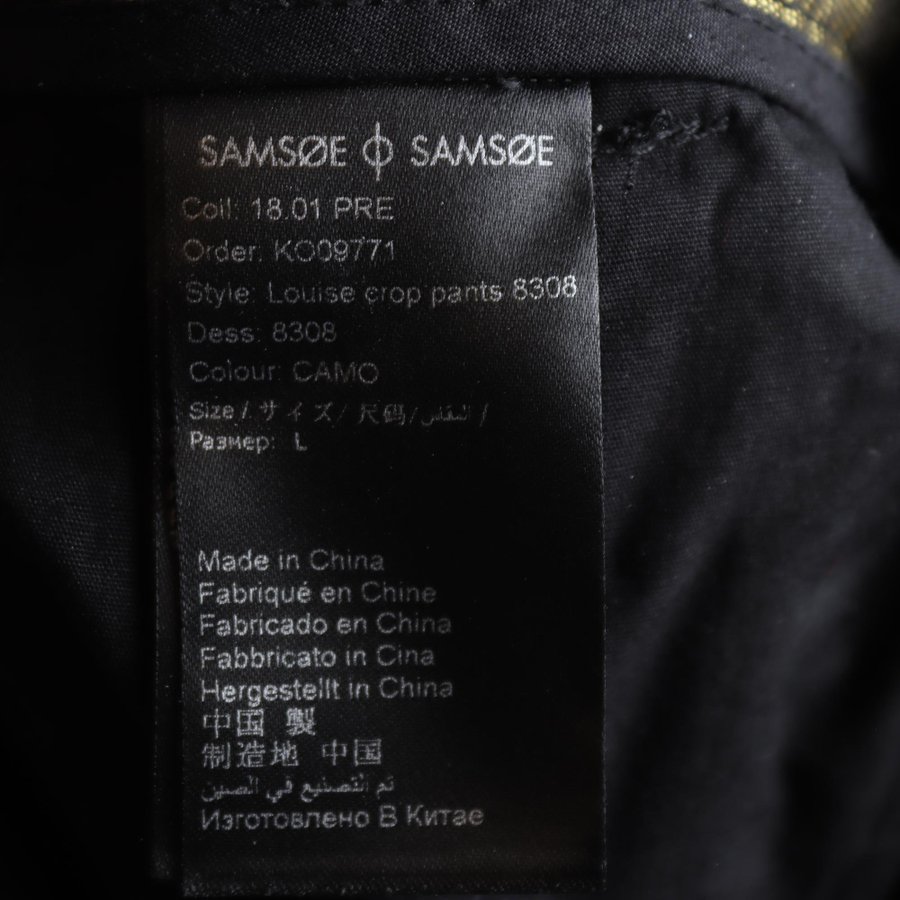 SAMSØE ϕ SAMSØE
Coll: 18.01 PRE
Order: KO09771
Style: Louise crop pants 8308
Dess: 8308
Colour: CAMO
Size / サイズ / 尺码 / المقاس /
Размер: L
Made in China
Fabriqué en Chine
Fabricado en China
Fabbricato in Cina
Hergestellt in China
中国 製
制造地 中国
تم التصنيع في الصين
Изготовлено В Китае